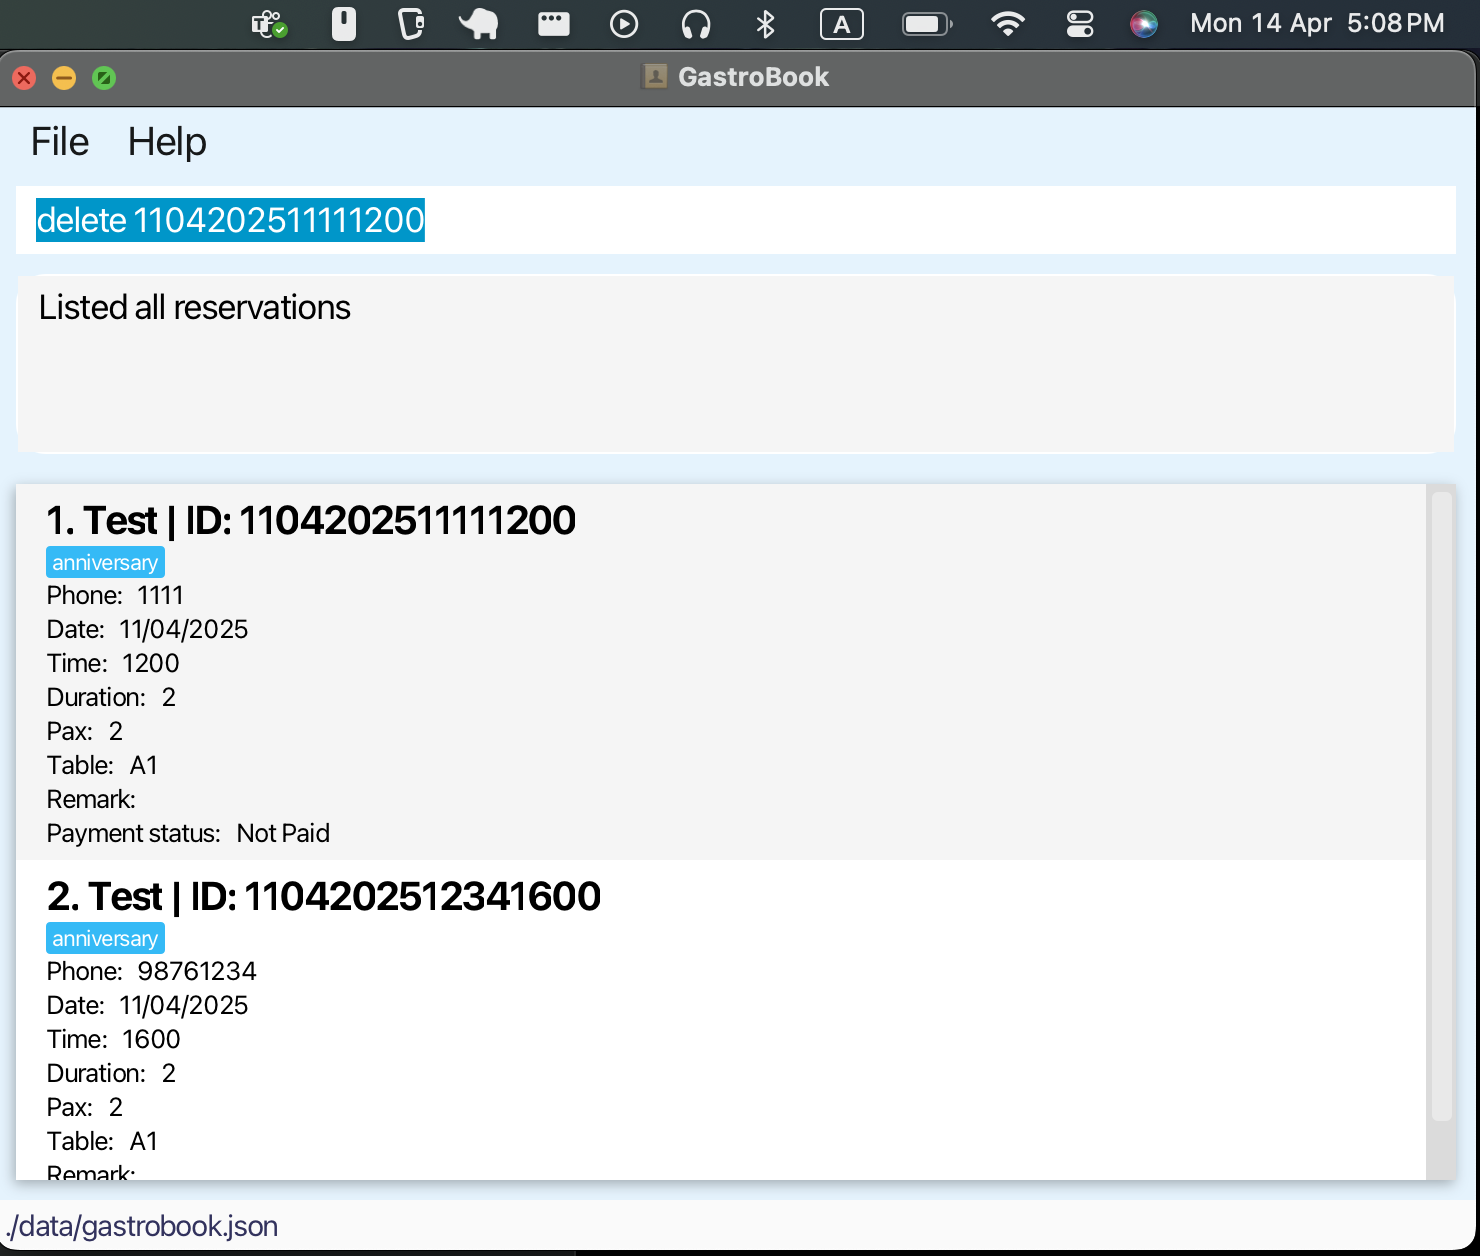 A Mon 14 Apr 5:08 PM
GastroBook
File Help
delete 1104202511111200
Listed all reservations
1. Test | ID: 1104202511111200
anniversary
Phone: 1111
Date: 11/04/2025
Time: 1200
Duration: 2
Pax: 2
Table: A1
Remark:
Payment status: Not Paid
2. Test | ID: 1104202512341600
anniversary
Phone: 98761234
Date: 11/04/2025
Time: 1600
Duration: 2
Pax: 2
Table: A1
Remark:
./data/gastrobook.json